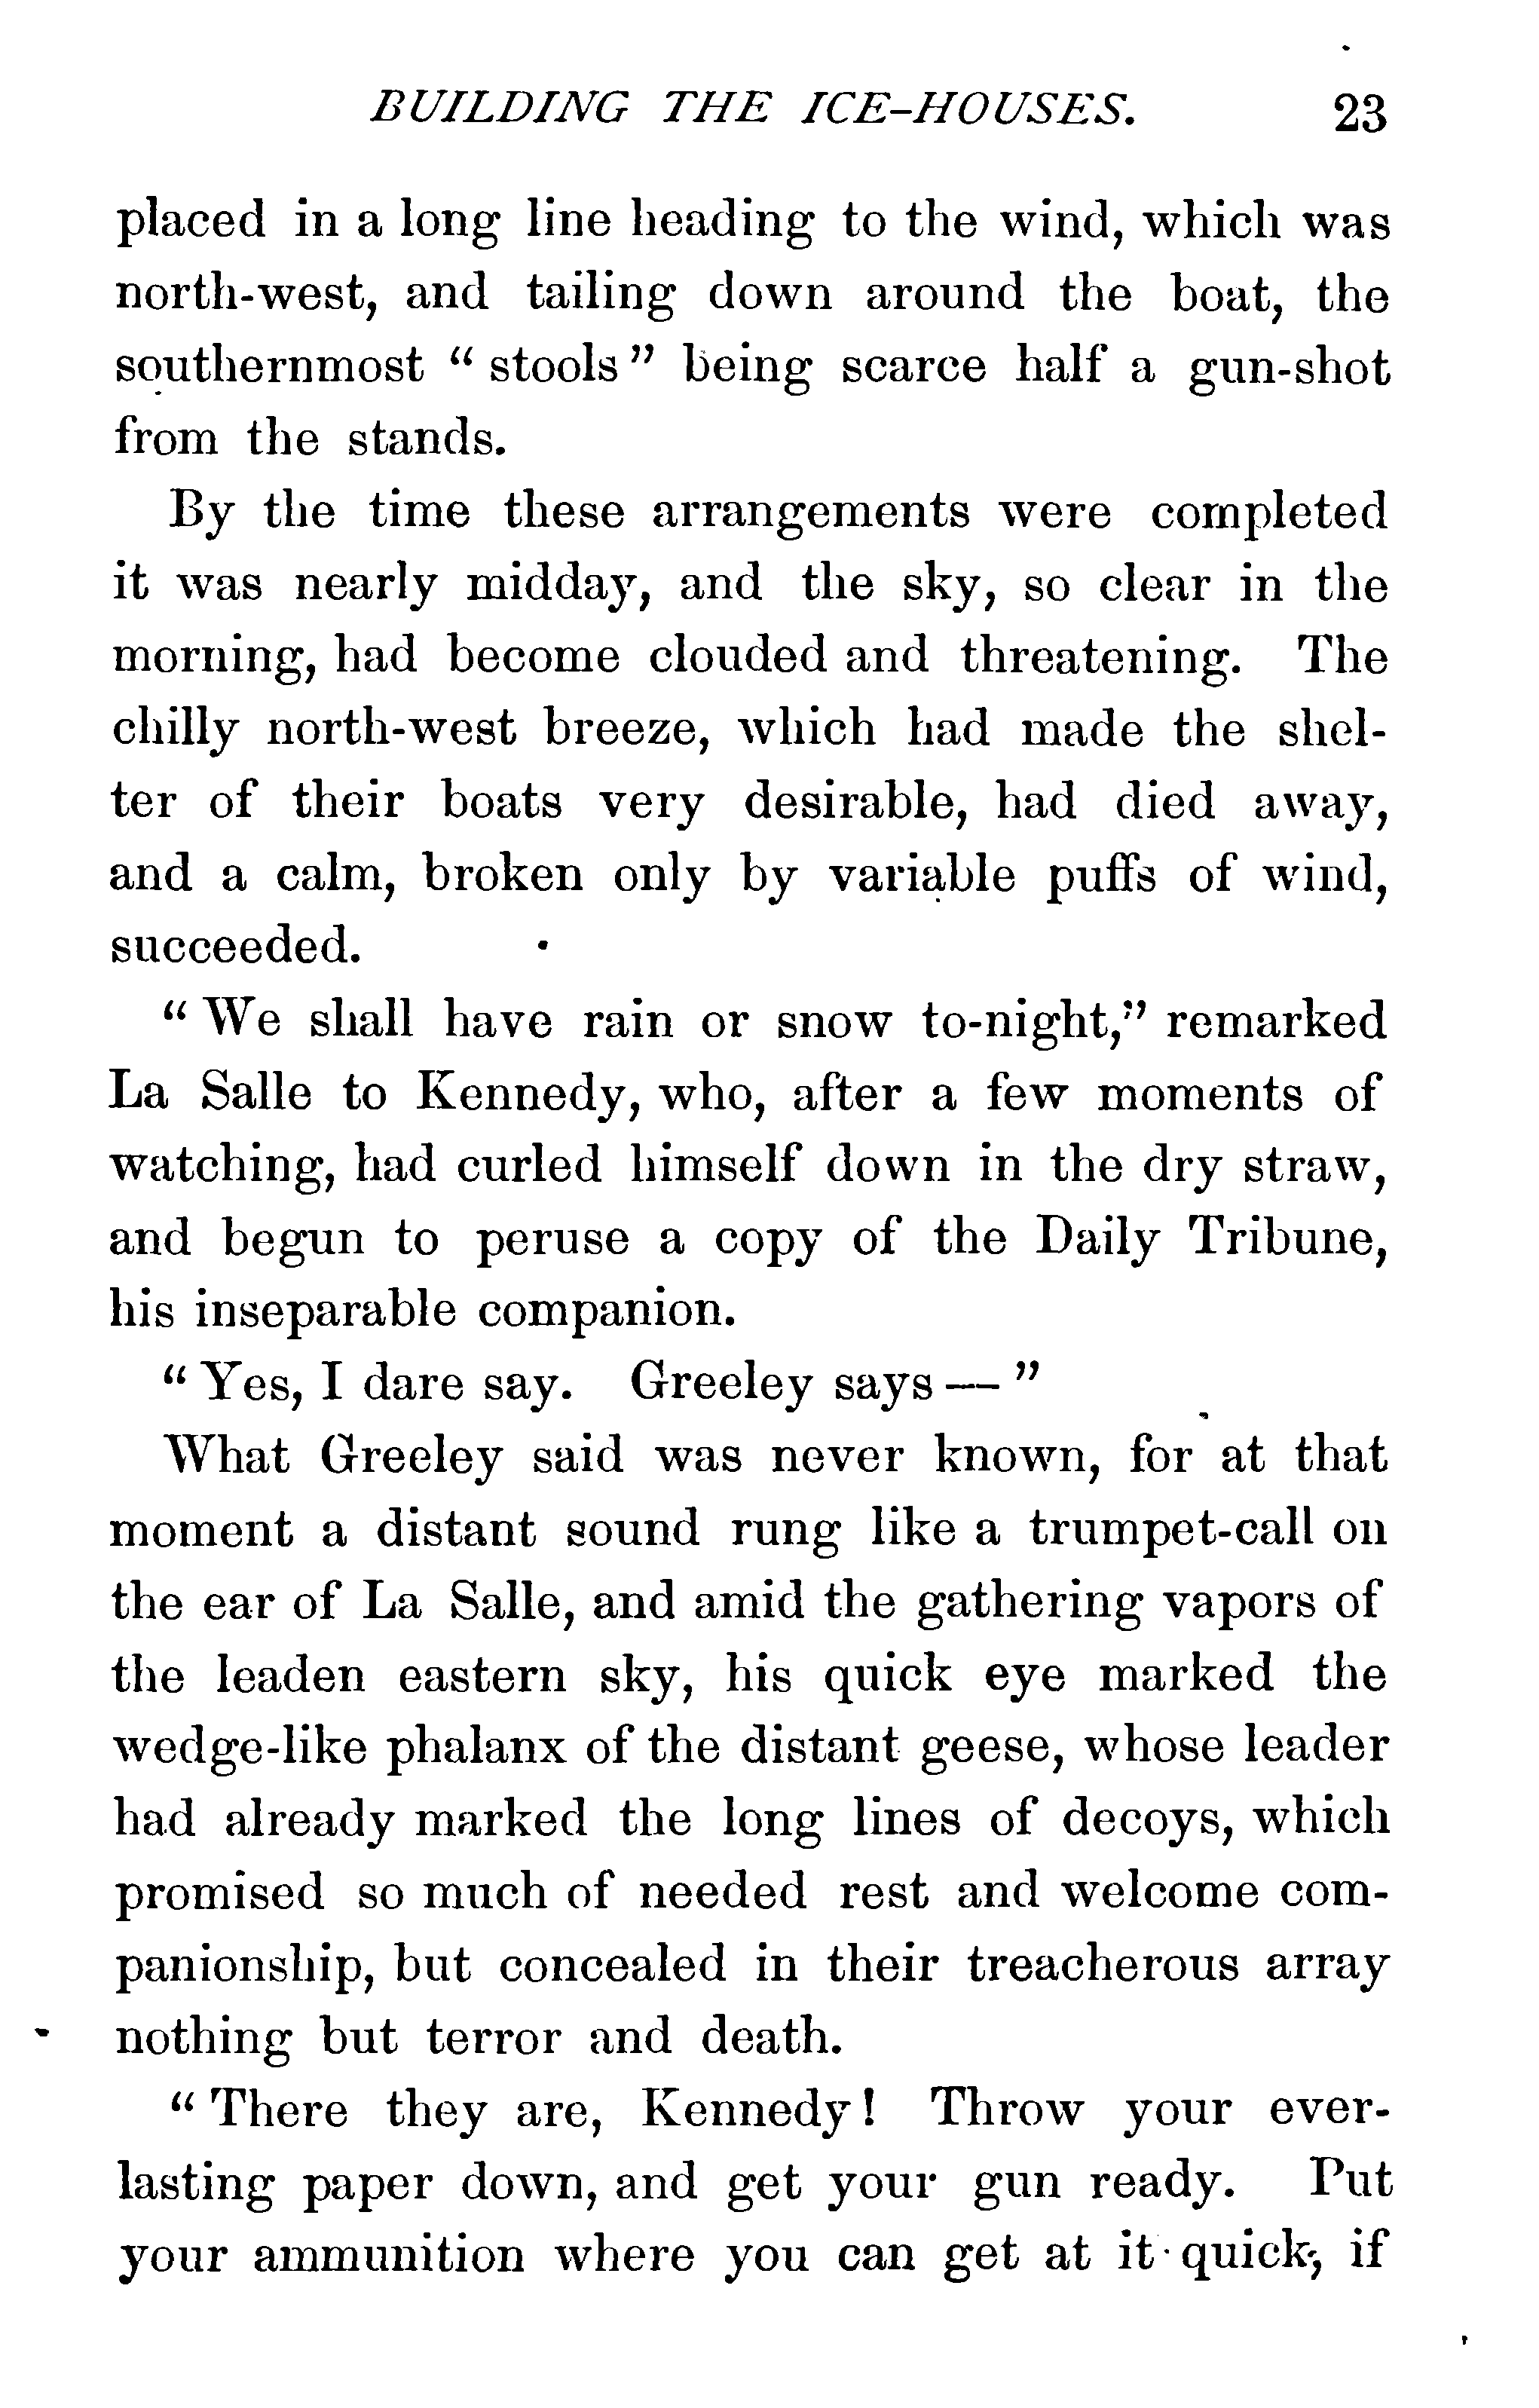 BUILDING THE ICE-HOUSES. 23
placed in a long line heading to the wind, which was
north-west, and tailing down around the boat, the
southernmost “ stools ” being scarce half a gun-shot
from the stands.
By the time these arrangements were completed
it was nearly midday, and the sky, so clear in the
morning, had become clouded and threatening. The
chilly north-west breeze, which had made the shel-
ter of their boats very desirable, had died away,
and a calm, broken only by variable puffs of wind,
succeeded.
“ We shall have rain or snow to-night,” remarked
La Salle to Kennedy, who, after a few moments of
watching, had curled himself down in the dry straw,
and begun to peruse a copy of the Daily Tribune,
his inseparable companion.
“ Yes, I dare say. Greeley says — ”
What Greeley said was never known, for at that
moment a distant sound rung like a trumpet-call on
the ear of La Salle, and amid the gathering vapors of
the leaden eastern sky, his quick eye marked the
wedge-like phalanx of the distant geese, whose leader
had already marked the long lines of decoys, which
promised so much of needed rest and welcome com-
panionship, but concealed in their treacherous array
nothing but terror and death.
“ There they are, Kennedy! Throw your ever-
lasting paper down, and get your gun ready. Put
your ammunition where you can get at it quick, if